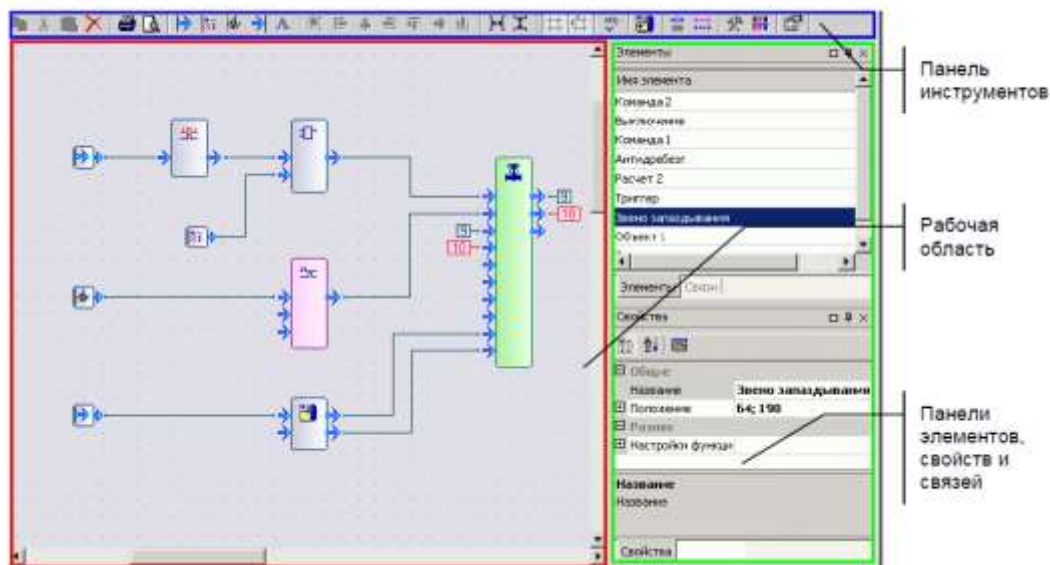 Панель
инструментов
Элементы
Имя элемента
Команда 2
Выключение
Команда 1
Антидребезг
Расчет 2
Триггер
Звено запаздывания
Объект 1
Элементы Связи
Рабочая
область
9
10
9
10
Свойства
Общие
Название Звено запаздывания
Положение 64; 190
Разное
Настройки функци
Название
Название
Свойства
Панели
элементов,
свойств и
связей